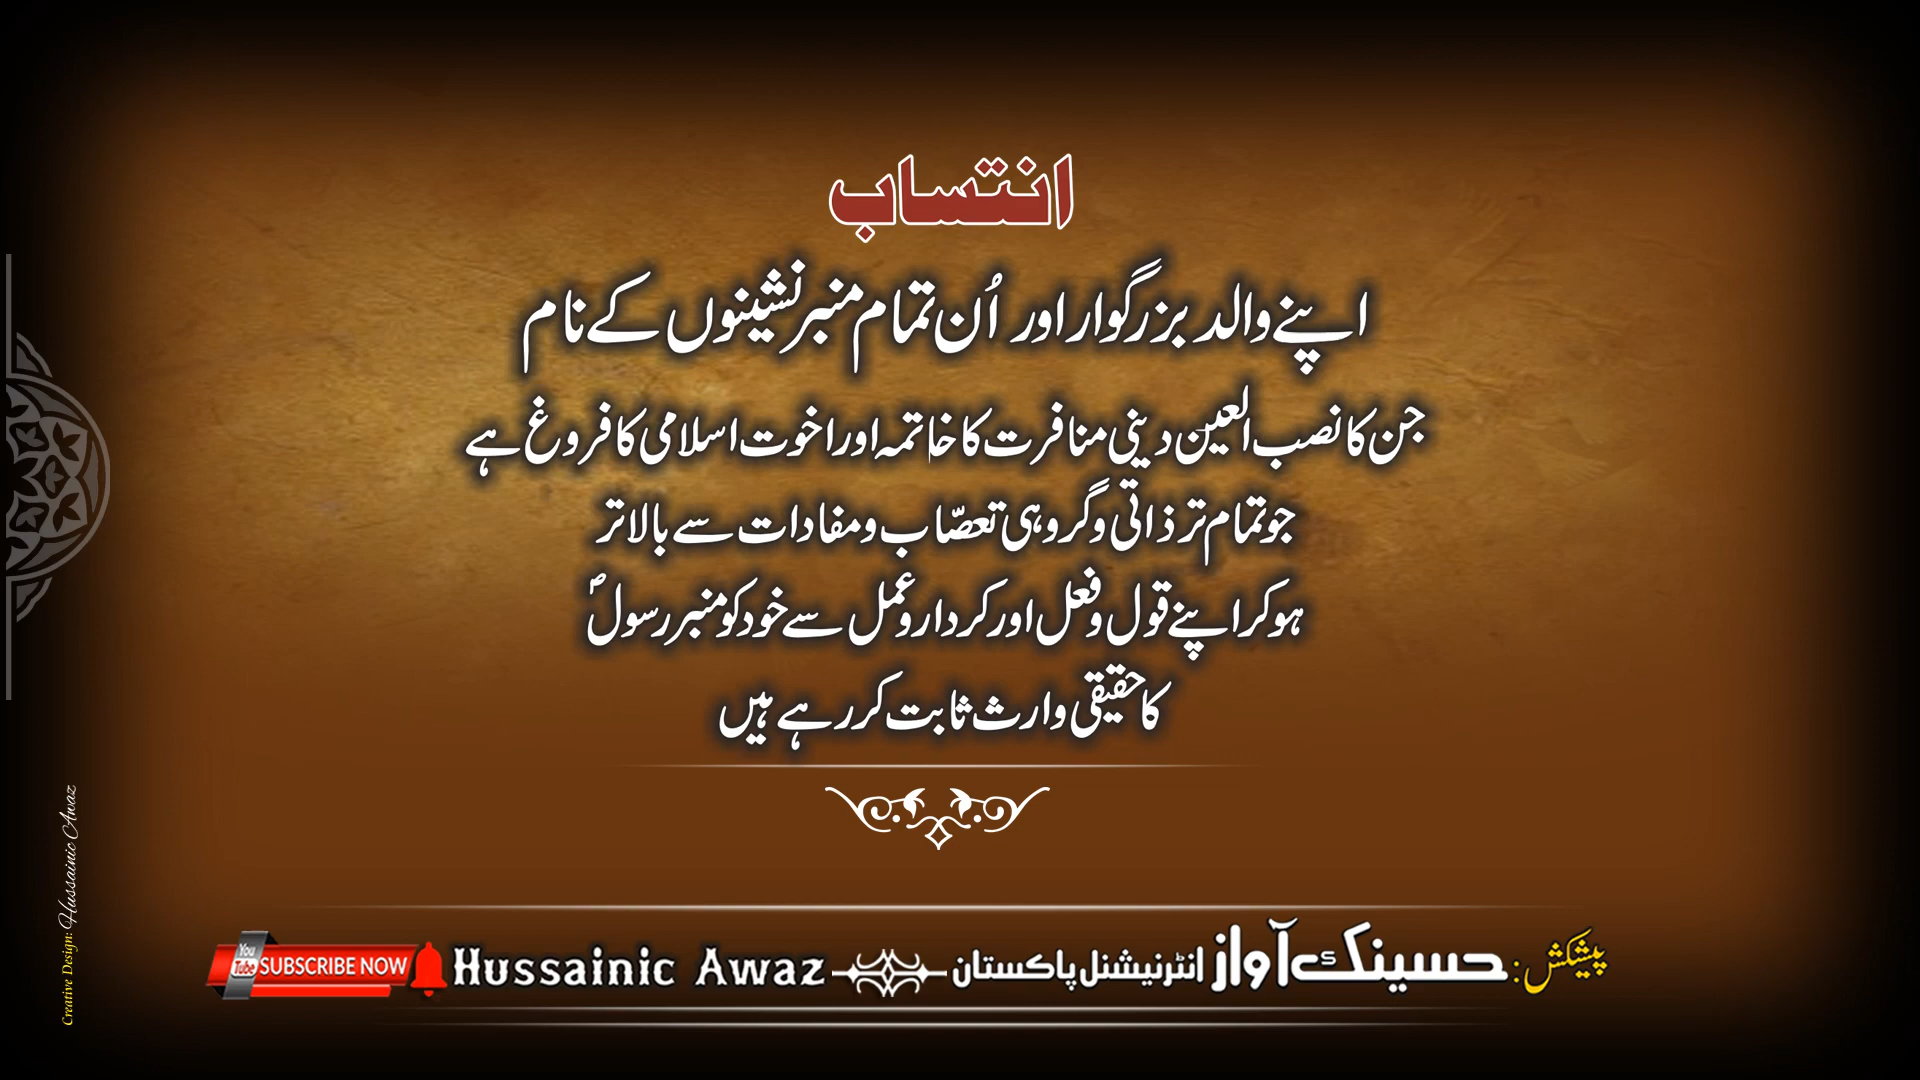 انتساب
اپنے والد بزرگوار اور اُن تمام منبر نشینوں کے نام
جن کا نصب العین دینی منافرت کا خاتمہ اور اخوت اسلامی کا فروغ ہے
جو تمام تر ذاتی و گروہی تعصّاب و مفادات سے بالاتر
ہو کر اپنے قول و فعل اور کردار و عمل سے خود کو منبر رسولؐ
کا حقیقی وارث ثابت کر رہے ہیں
پیشکش: حسینک آواز انٹرنیشنل پاکستان Hussainic Awaz SUBSCRIBE NOW You Tube
Creative Design: Hussainic Awaz